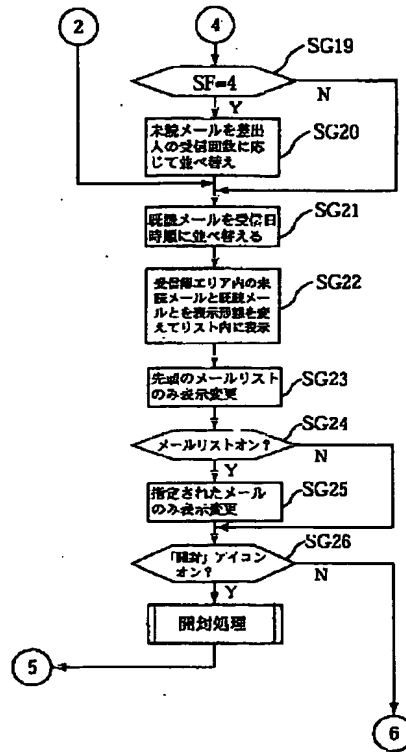 2
4
SG19
SF=4
N
Y
未読メールを差出
人の受信回数に応
じて並べ替え
SG20
既読メールを受信日
時順に並べ替える
SG21
受信簿エリア内の未
読メールと既読メー
ルとを表示形態を変
えてリスト内に表示
SG22
先頭のメールリスト
のみ表示変更
SG23
メールリストオン?
SG24
N
Y
指定されたメール
のみ表示変更
SG25
「開封」アイコン
オン?
SG26
N
Y
開封処理
5
6